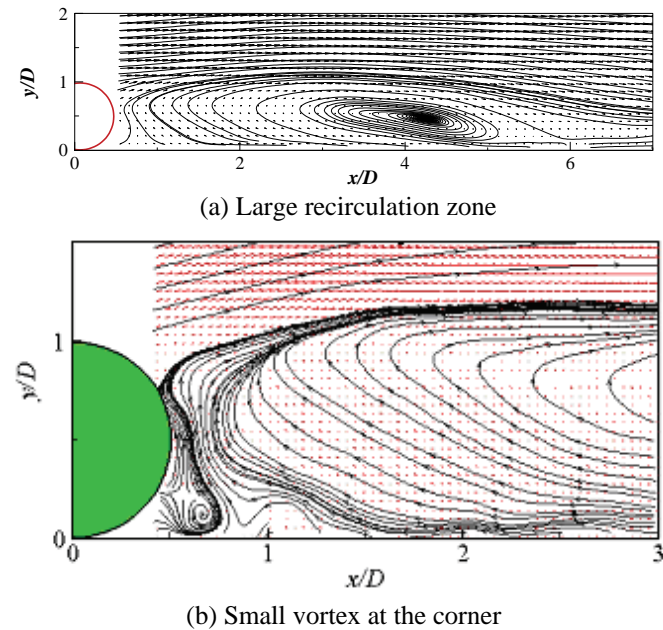 2
y/D
1
0
0 2 4 6
x/D
(a) Large recirculation zone
y/D
1
0
0 1 2 3
x/D
(b) Small vortex at the corner